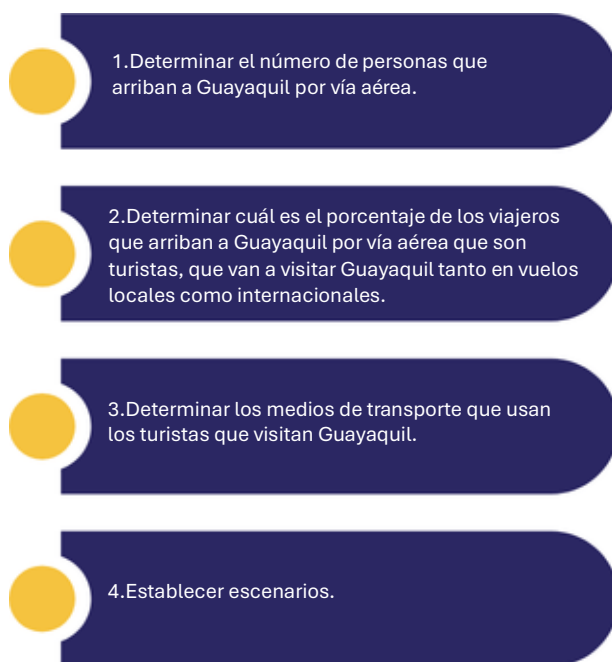 1.Determinar el número de personas que
arriban a Guayaquil por vía aérea.
2.Determinar cuál es el porcentaje de los viajeros
que arriban a Guayaquil por vía aérea que son
turistas, que van a visitar Guayaquil tanto en vuelos
locales como internacionales.
3.Determinar los medios de transporte que usan
los turistas que visitan Guayaquil.
4.Establecer escenarios.